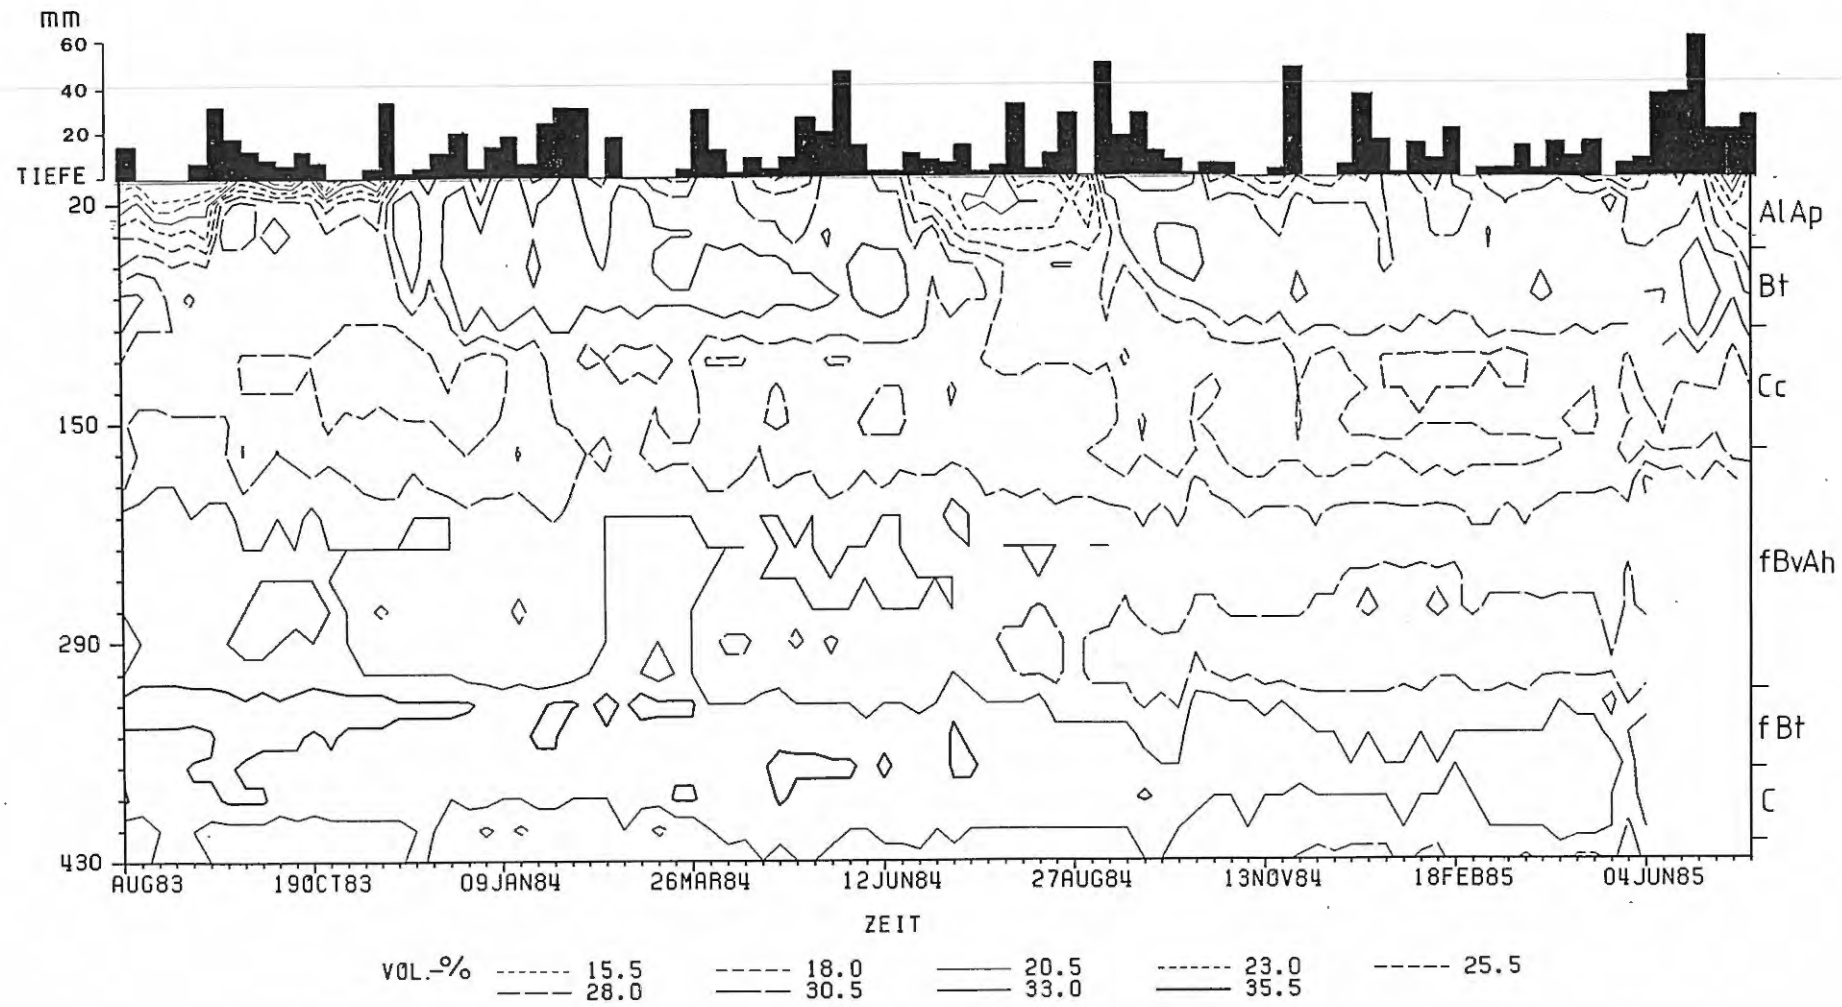 mm
60
40
20
TIEFE
20
AlAp
Bt
Cc
150
fBvAh
290
fBt
C
430
AUG83 19OCT83 09JAN84 26MAR84 12JUN84 27AUG84 13NOV84 18FEB85 04JUN85
ZEIT
VOL.-% 15.5 18.0 20.5 23.0 25.5
28.0 30.5 33.0 35.5